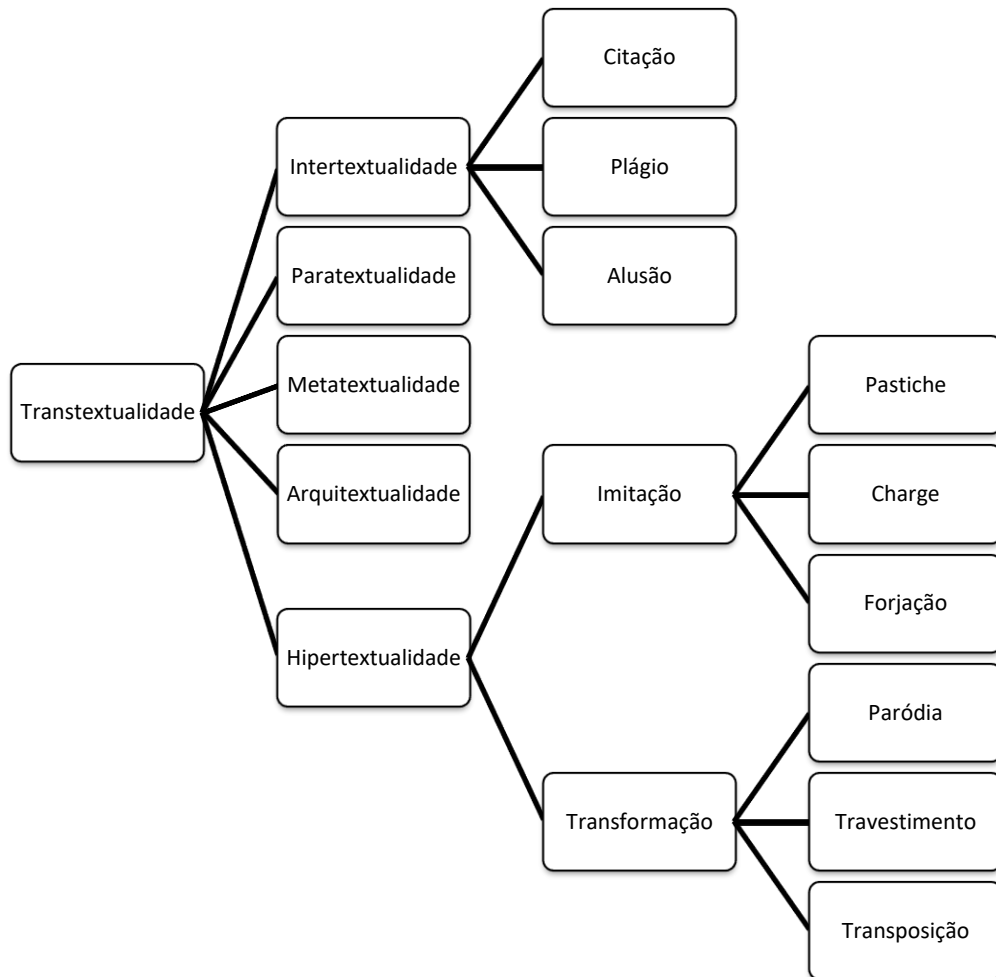 Citação
Intertextualidade
Plágio
Paratextualidade
Alusão
Transtextualidade
Metatextualidade
Pastiche
Arquitextualidade
Imitação
Charge
Forjação
Hipertextualidade
Paródia
Transformação
Travestimento
Transposição